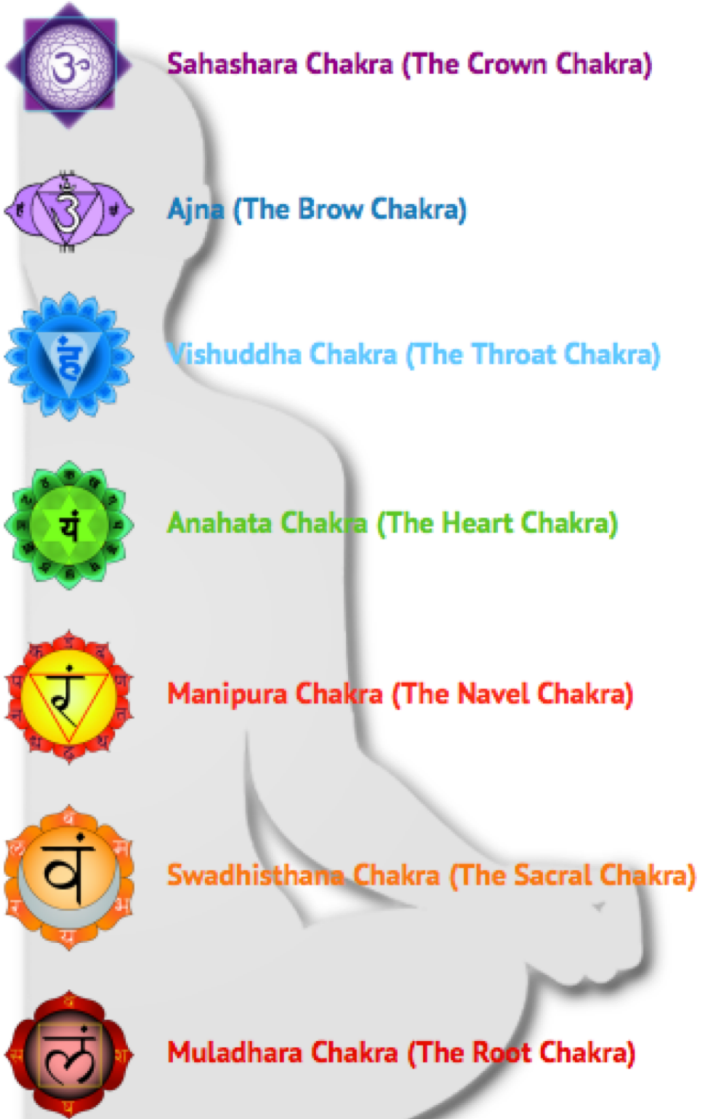 ॐ
Sahashara Chakra (The Crown Chakra)
Ajna (The Brow Chakra)
हं
Vishuddha Chakra (The Throat Chakra)
यं
Anahata Chakra (The Heart Chakra)
रं
Manipura Chakra (The Navel Chakra)
वं
Swadhisthana Chakra (The Sacral Chakra)
लं
Muladhara Chakra (The Root Chakra)